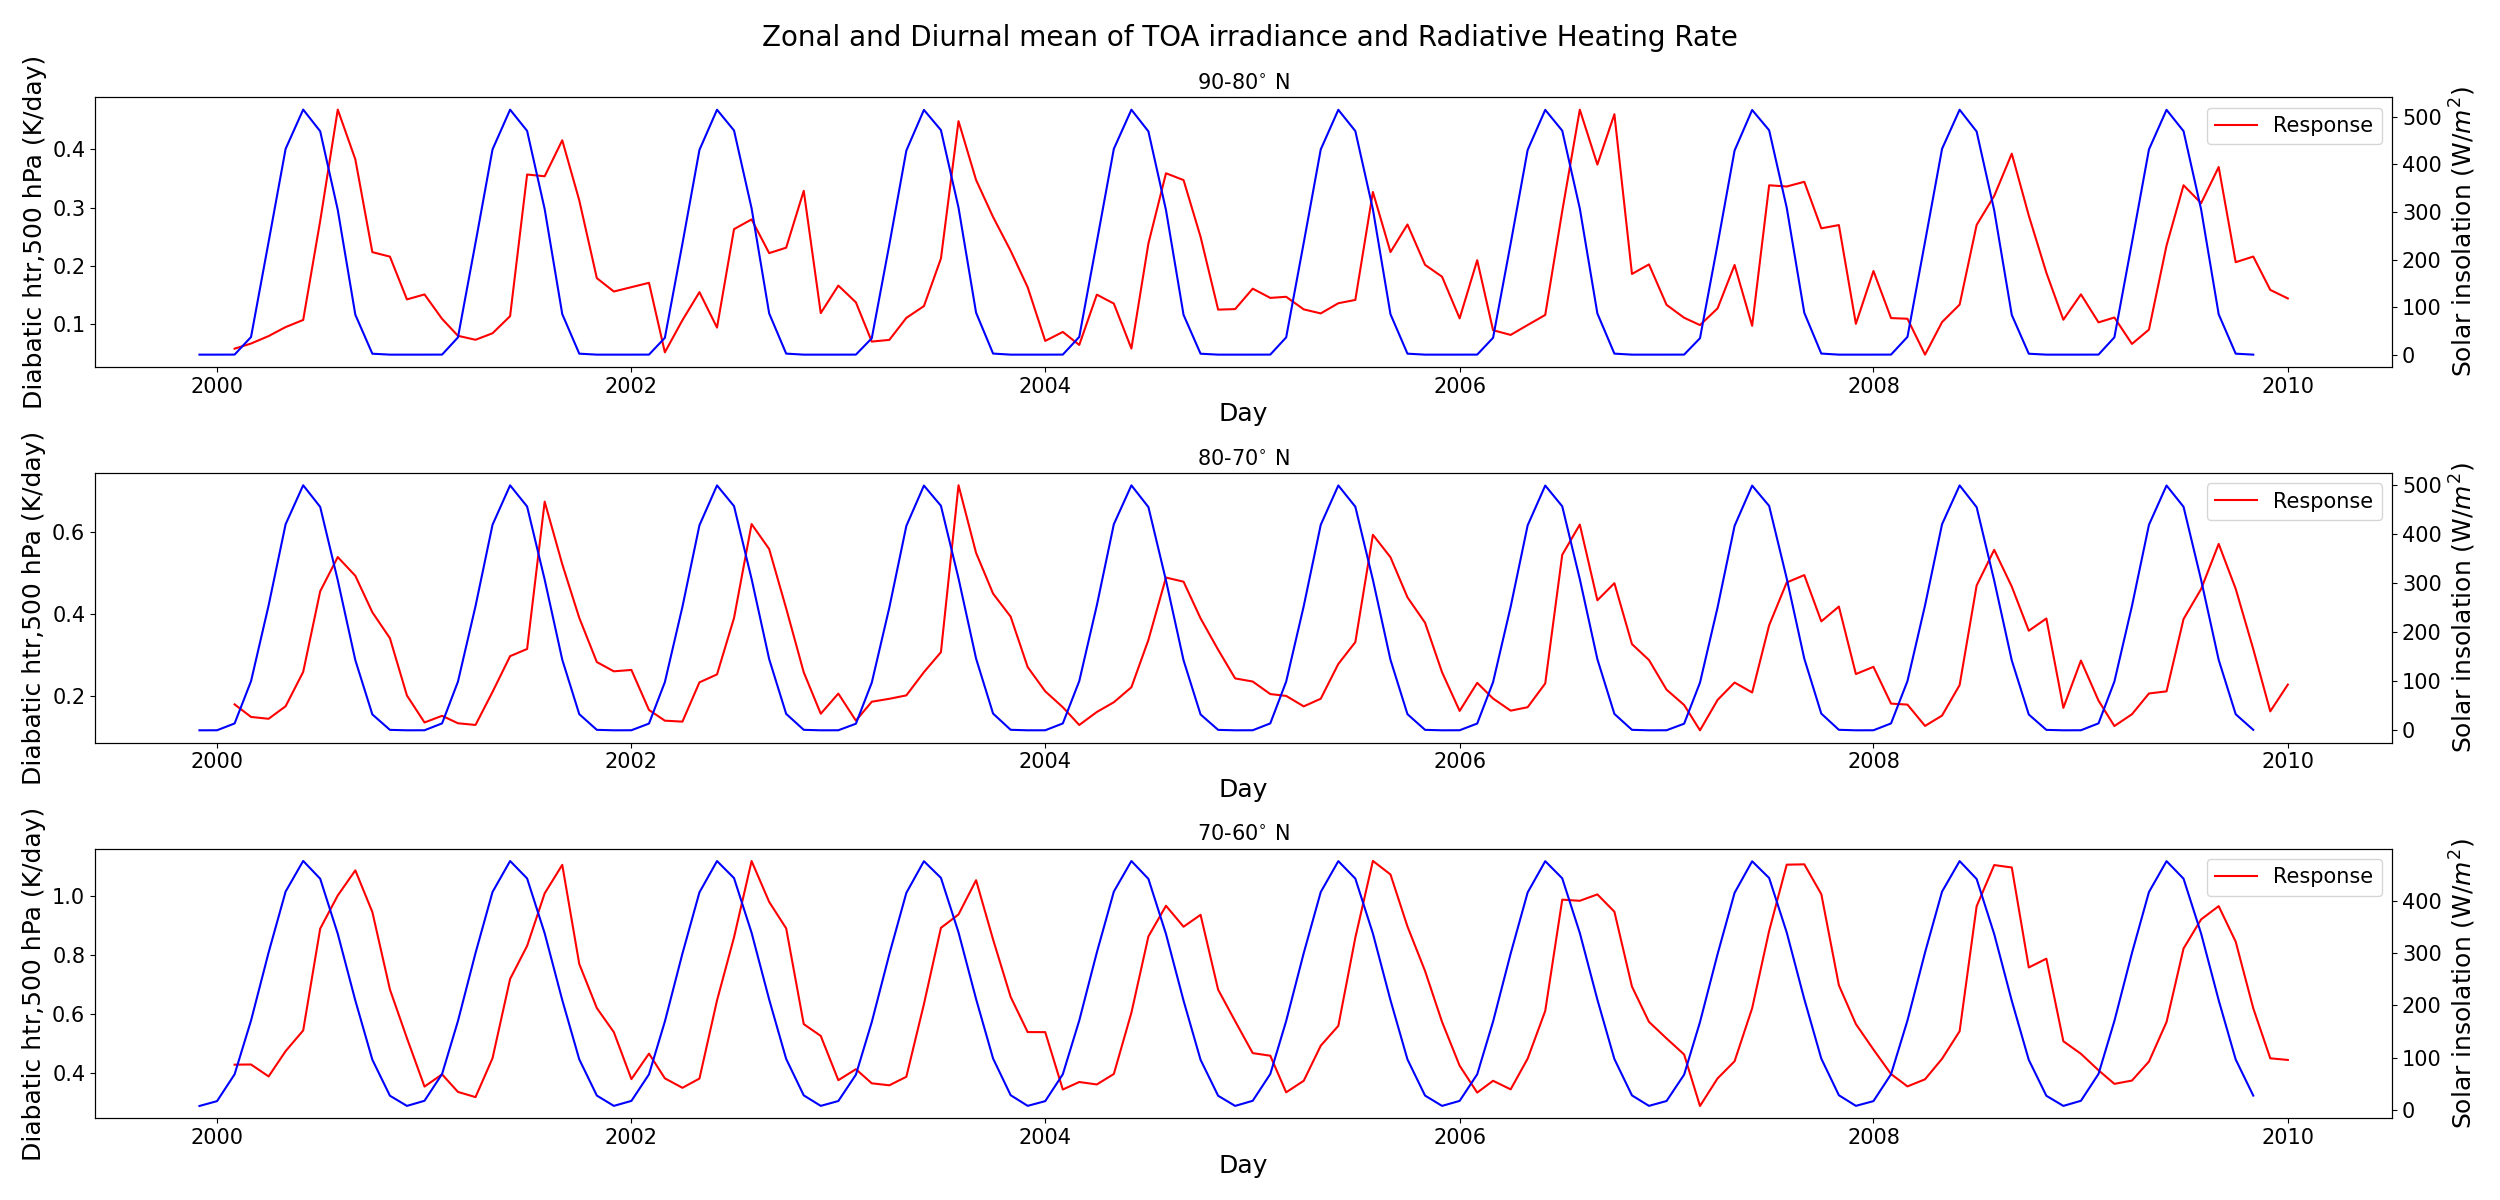 Zonal and Diurnal mean of TOA irradiance and Radiative Heating Rate
90-80° N
Diabatic htr,500 hPa (K/day)
0.4
0.3
0.2
0.1
Response
500
400
300
200
100
0
Solar insolation (W/m²)
2000 2002 2004 2006 2008 2010
Day
80-70° N
Diabatic htr,500 hPa (K/day)
0.6
0.4
0.2
Response
500
400
300
200
100
0
Solar insolation (W/m²)
2000 2002 2004 2006 2008 2010
Day
70-60° N
Diabatic htr,500 hPa (K/day)
1.0
0.8
0.6
0.4
Response
400
300
200
100
0
Solar insolation (W/m²)
2000 2002 2004 2006 2008 2010
Day